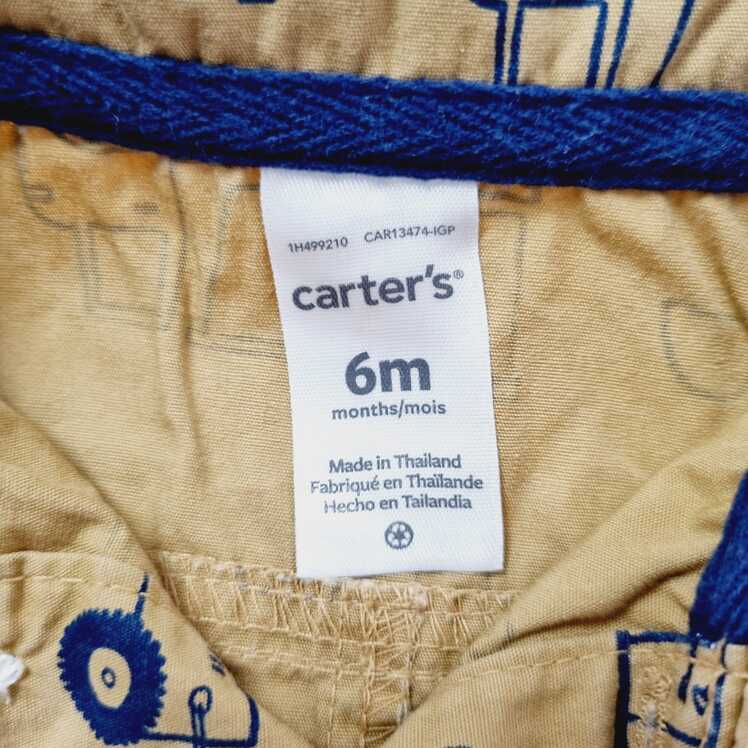 1H499210 CAR13474-IGP
carter's®
6m
months/mois
Made in Thailand
Fabriqué en Thaïlande
Hecho en Tailandia